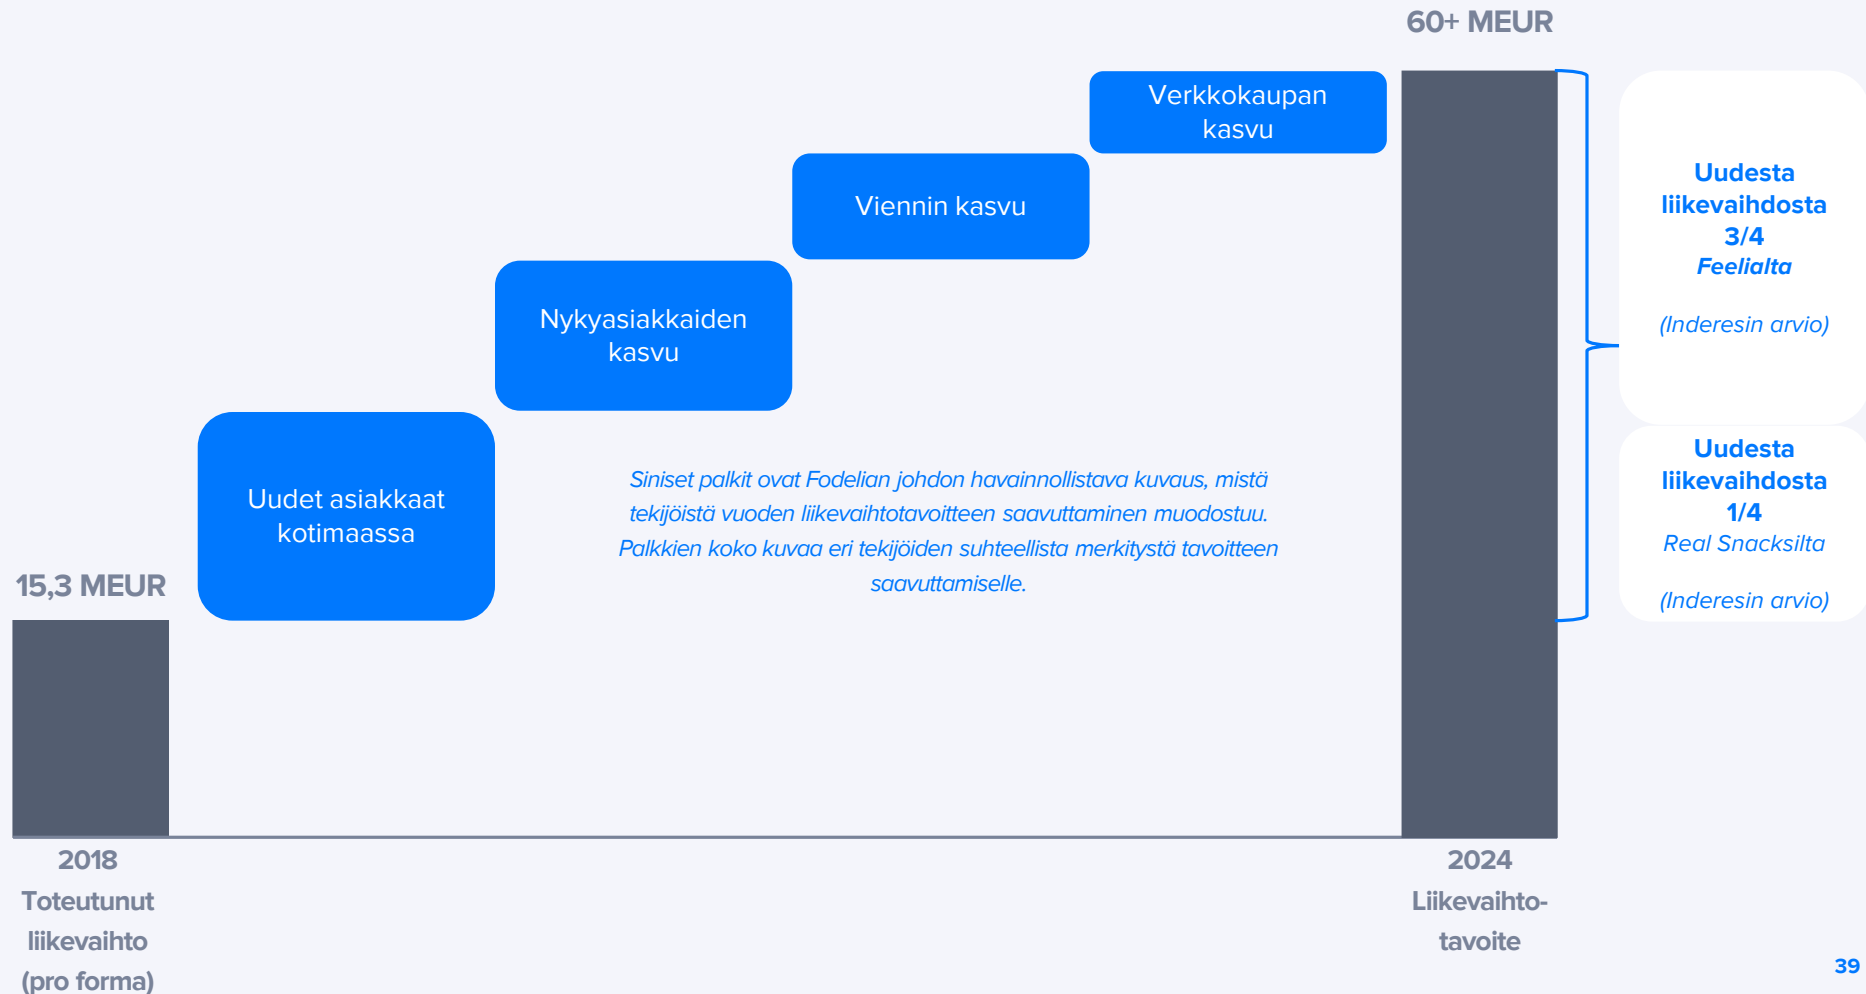 60+ MEUR
Verkkokaupan
kasvu
Viennin kasvu
Nykyasiakkaiden
kasvu
Uudet asiakkaat
kotimaassa
15,3 MEUR
Siniset palkit ovat Fodelian johdon havainnollistava kuvaus, mistä
tekijöistä vuoden liikevaihtotavoitteen saavuttaminen muodostuu.
Palkkien koko kuvaa eri tekijöiden suhteellista merkitystä tavoitteen
saavuttamiselle.
Uudesta
liikevaihdosta
3/4
Feelialta
(Inderesin arvio)
Uudesta
liikevaihdosta
1/4
Real Snacksilta
(Inderesin arvio)
2018
Toteutunut
liikevaihto
(pro forma)
2024
Liikevaihto-
tavoite
39